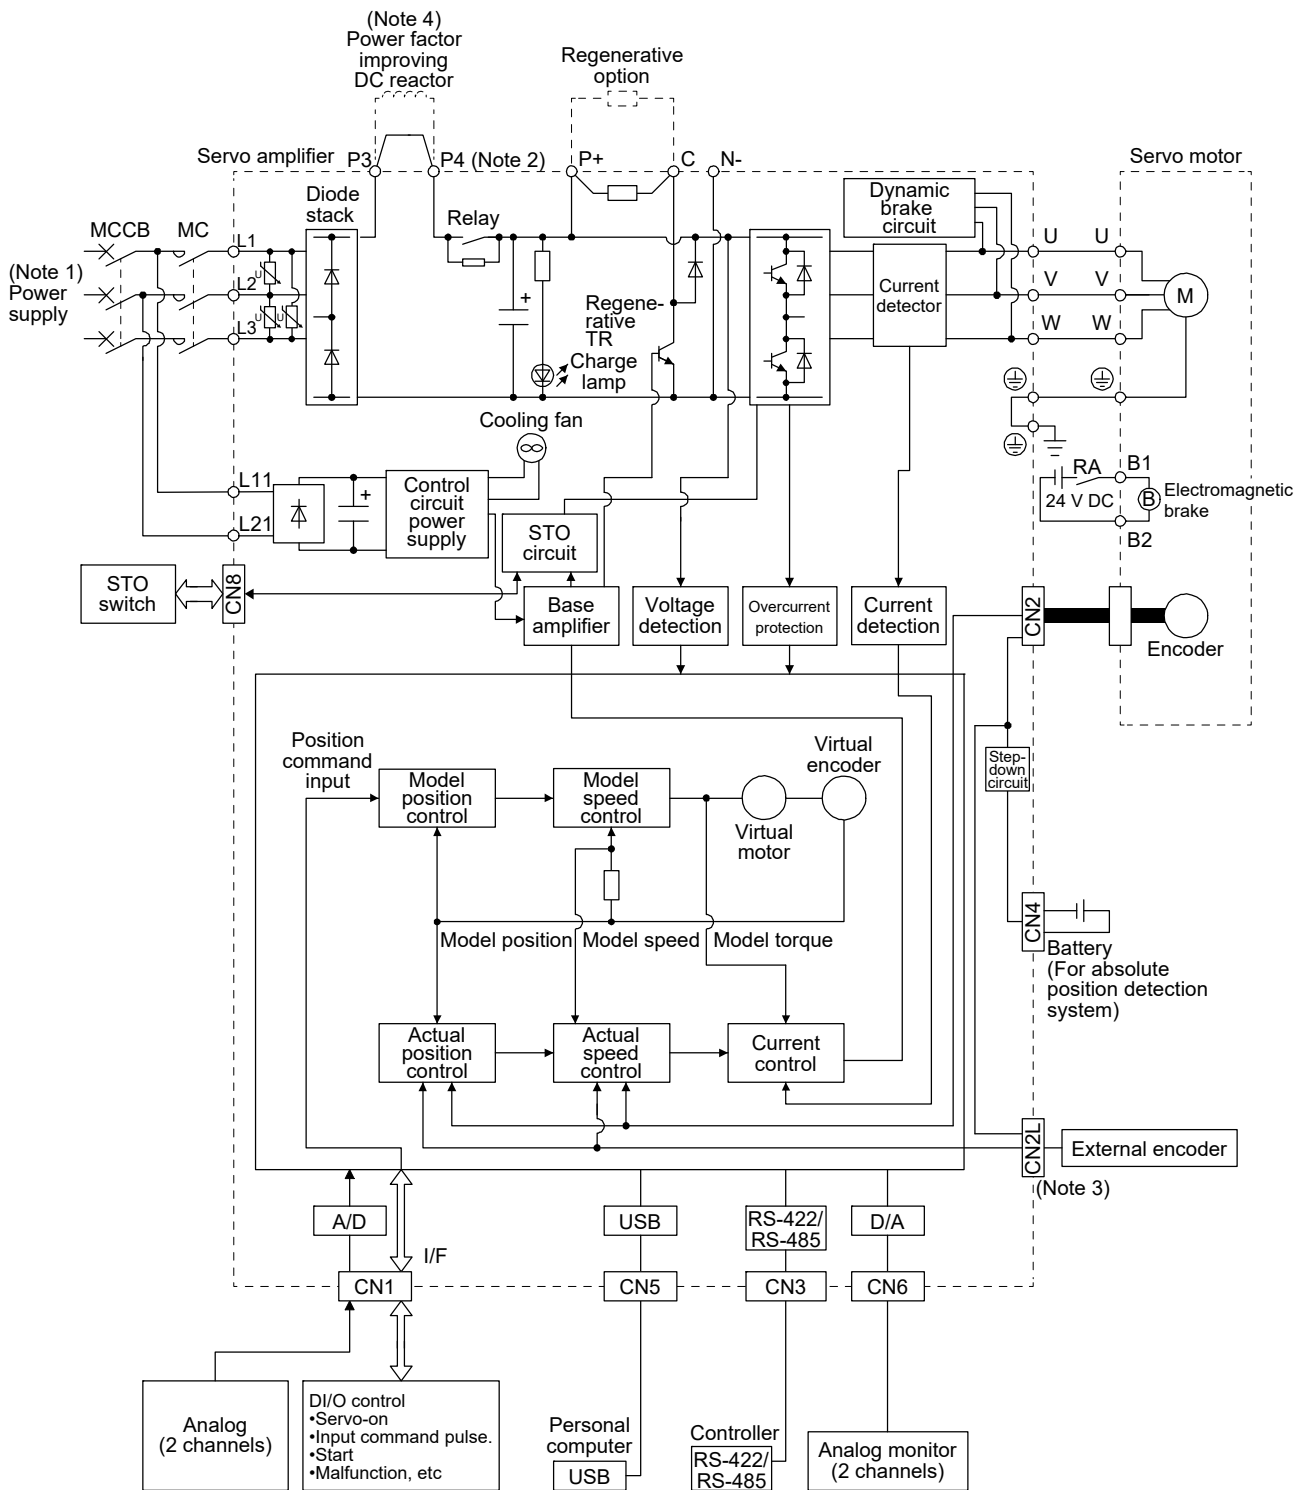 (Note 4)
Power factor
improving
DC reactor
Regenerative
option
Servo amplifier
P3
P4 (Note 2)
P+
C
N-
Servo motor
Diode
stack
Relay
Dynamic
brake
circuit
MCCB
MC
L1
L2
L3
U
U
U
(Note 1)
Power
supply
+
Regene-
rative
TR
Charge
lamp
Current
detector
U
U
V
V
W
W
M
Cooling fan
L11
L21
+
Control
circuit
power
supply
STO
circuit
RA
24 V DC
B1
B
Electromagnetic
brake
B2
STO
switch
CN8
Base
amplifier
Voltage
detection
Overcurrent
protection
Current
detection
CN2
Encoder
Position
command
input
Model
position
control
Model
speed
control
Virtual
motor
Virtual
encoder
Step-
down
circuit
Model position
Model speed
Model torque
CN4
Battery
(For absolute
position detection
system)
Actual
position
control
Actual
speed
control
Current
control
CN2L
External encoder
(Note 3)
A/D
I/F
USB
RS-422/
RS-485
D/A
CN1
CN5
CN3
CN6
Analog
(2 channels)
DI/O control
•Servo-on
•Input command pulse.
•Start
•Malfunction, etc
Personal
computer
USB
Controller
RS-422/
RS-485
Analog monitor
(2 channels)